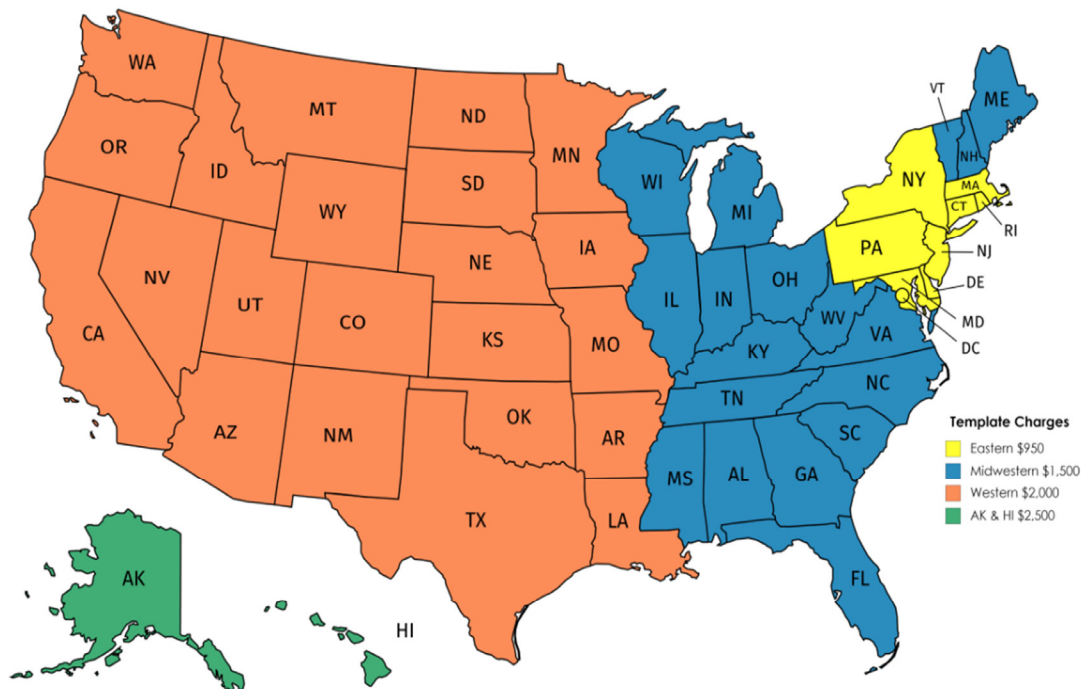 WA
MT
ND
MN
OR
ID
SD
WY
WI
MI
VT
ME
NH
NY
MA
CT
RI
NV
UT
NE
IA
PA
NJ
CA
CO
KS
MO
IL
IN
OH
WV
VA
DE
MD
DC
KY
AZ
NM
OK
AR
TN
NC
SC
TX
LA
MS
AL
GA
FL
AK
HI
Template Charges
Eastern $950
Midwestern $1,500
Western $2,000
AK & HI $2,500